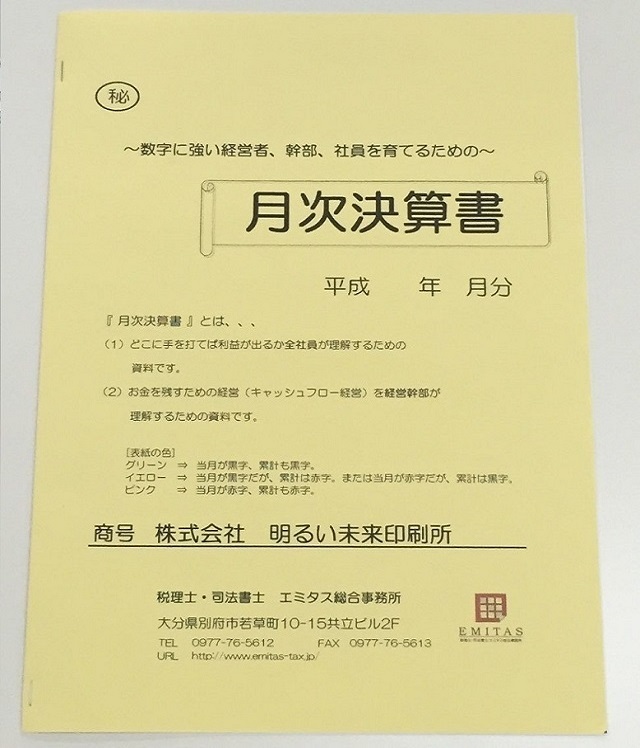 秘
～数字に強い経営者、幹部、社員を育てるための～
月次決算書
平成　　年　月分
『 月次決算書 』とは、、、
（１）どこに手を打てば利益が出るか全社員が理解するための
資料です。
（２）お金を残すための経営（キャッシュフロー経営）を経営幹部が
理解するための資料です。
[表紙の色]
グリーン　⇒　当月が黒字、累計も黒字。
イエロー　⇒　当月が黒字だが、累計は赤字。または当月が赤字だが、累計は黒字。
ピンク　⇒　当月が赤字、累計も赤字。
商号　株式会社　明るい未来印刷所
税理士・司法書士　エミタス総合事務所
大分県別府市若草町10-15共立ビル2F
TEL　0977-76-5612　　FAX　0977-76-5613
URL　http://www.emitas-tax.jp/
EMITAS